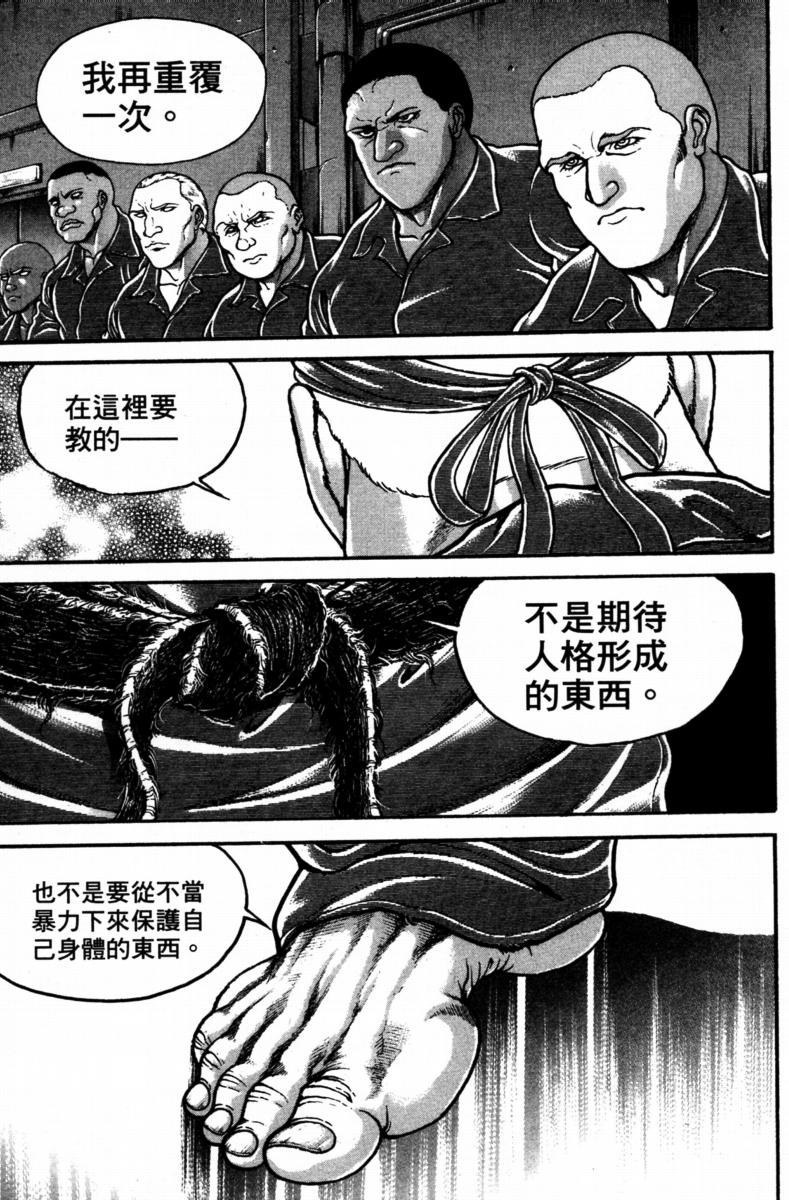 我再重覆
一次。
在這裡要
教的——
不是期待
人格形成
的東西。
也不是要從不當
暴力下來保護自
己身體的東西。